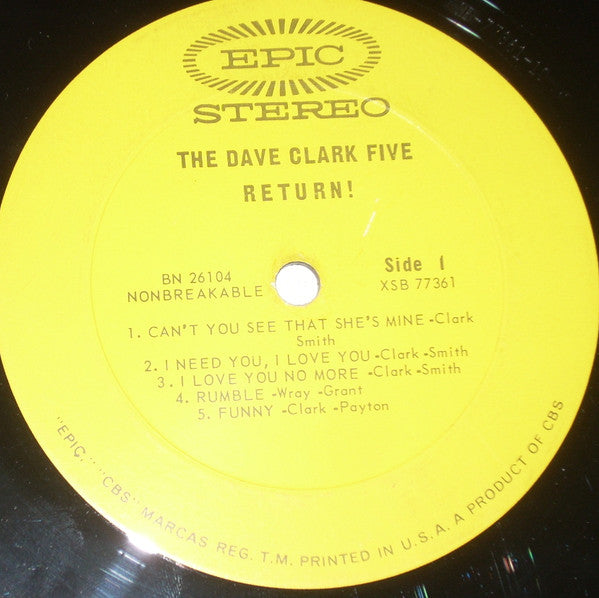 EPIC
STEREO
THE DAVE CLARK FIVE
RETURN!
BN 26104
NONBREAKABLE
Side 1
XSB 77361
1. CAN'T YOU SEE THAT SHE'S MINE -Clark
Smith
2. I NEED YOU, I LOVE YOU -Clark -Smith
3. I LOVE YOU NO MORE -Clark -Smith
4. RUMBLE -Wray -Grant
5. FUNNY -Clark -Payton
"EPIC," "CBS" MARCAS REG. T.M. PRINTED IN U.S.A. A PRODUCT OF CBS